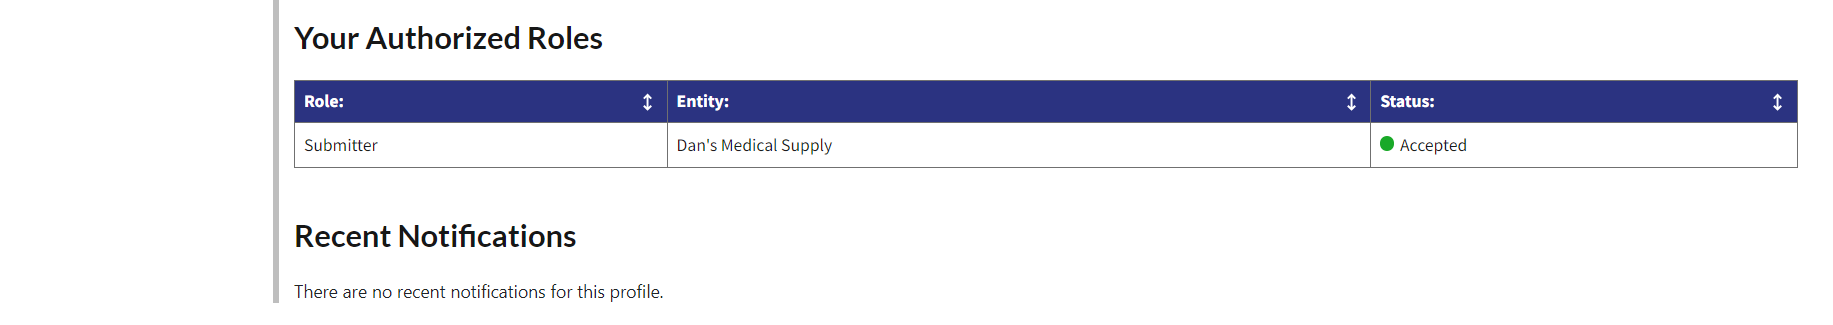 Your Authorized Roles
Role: Entity: Status:
Submitter Dan's Medical Supply Accepted
Recent Notifications
There are no recent notifications for this profile.